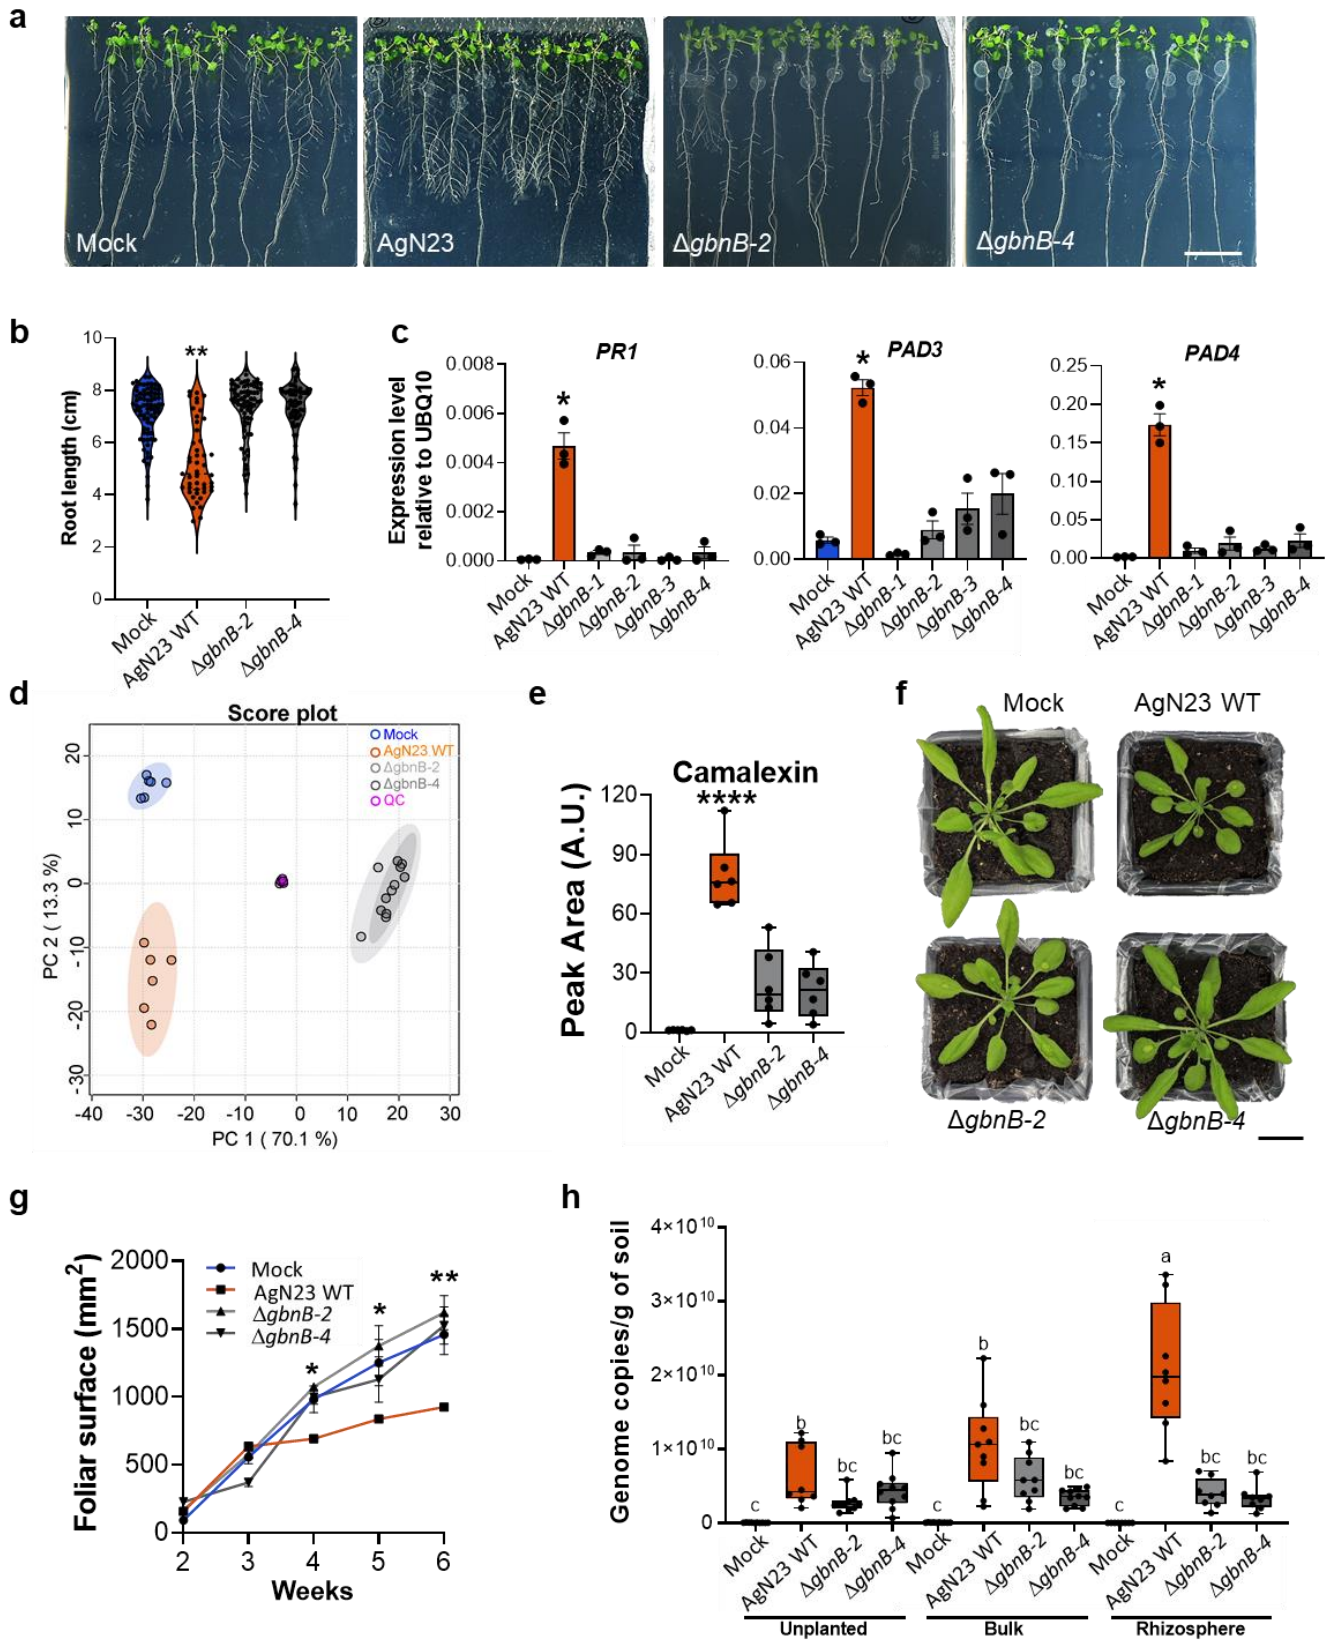 a
Mock
AgN23
ΔgbnB-2
ΔgbnB-4
b
Root length (cm)
10
8
6
4
2
0
**
Mock
AgN23 WT
ΔgbnB-2
ΔgbnB-4
c
Expression level
relative to UBQ10
PR1
0.008
0.006
0.004
0.002
0.000
*
Mock
AgN23 WT
ΔgbnB-1
ΔgbnB-2
ΔgbnB-3
ΔgbnB-4
PAD3
0.06
0.04
0.02
0.00
*
Mock
AgN23 WT
ΔgbnB-1
ΔgbnB-2
ΔgbnB-3
ΔgbnB-4
PAD4
0.25
0.20
0.15
0.10
0.05
0.00
*
Mock
AgN23 WT
ΔgbnB-1
ΔgbnB-2
ΔgbnB-3
ΔgbnB-4
d
Score plot
Mock
AgN23 WT
ΔgbnB-2
ΔgbnB-4
QC
PC 2 ( 13.3 %)
20
10
0
-10
-20
-30
-40 -30 -20 -10 0 10 20 30
PC 1 ( 70.1 %)
e
Camalexin
****
Peak Area (A.U.)
120
90
60
30
0
Mock
AgN23 WT
ΔgbnB-2
ΔgbnB-4
f
Mock
AgN23 WT
ΔgbnB-2
ΔgbnB-4
g
Foliar surface (mm²)
2000
1500
1000
500
0
Mock
AgN23 WT
ΔgbnB-2
ΔgbnB-4
*
*
**
2 3 4 5 6
Weeks
h
Genome copies/g of soil
4×10¹⁰
3×10¹⁰
2×10¹⁰
1×10¹⁰
0
c b bc bc c b bc bc c a bc bc
Mock
AgN23 WT
ΔgbnB-2
ΔgbnB-4
Mock
AgN23 WT
ΔgbnB-2
ΔgbnB-4
Mock
AgN23 WT
ΔgbnB-2
ΔgbnB-4
Unplanted
Bulk
Rhizosphere